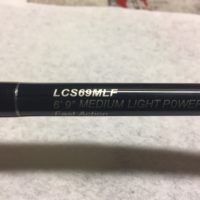 LCS69MLF
6' 9" MEDIUM LIGHT POWER
Fast Action